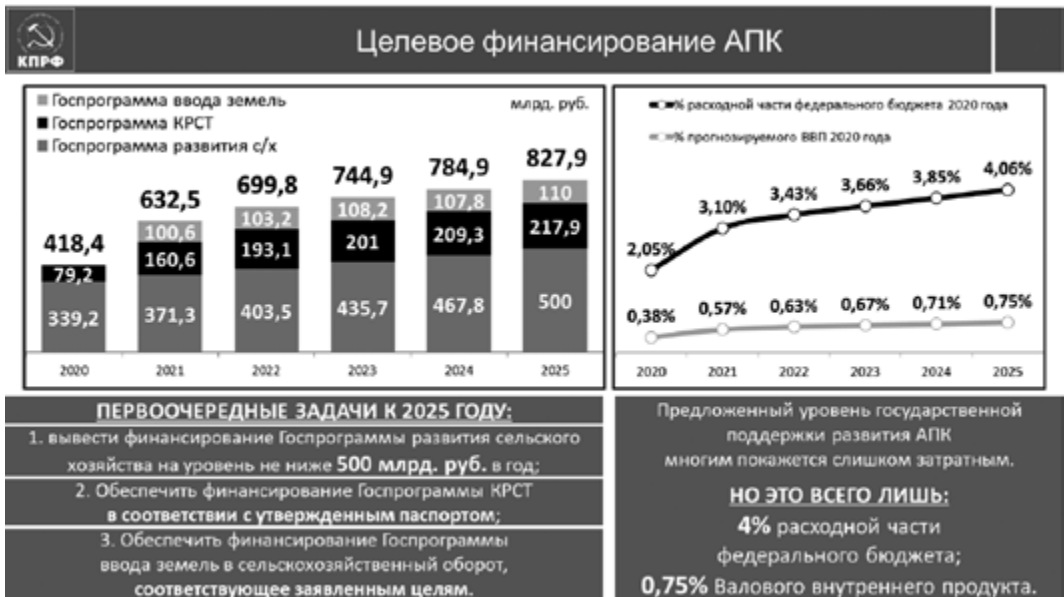 КПРФ
Целевое финансирование АПК
Госпрограмма ввода земель
млрд. руб.
Госпрограмма КРСТ
Госпрограмма развития с/х
418,4
632,5
699,8
744,9
784,9
827,9
100,6
103,2
108,2
107,8
110
79,2
160,6
193,1
201
209,3
217,9
339,2
371,3
403,5
435,7
467,8
500
2020
2021
2022
2023
2024
2025
% расходной части федерального бюджета 2020 года
% прогнозируемого ВВП 2020 года
2,05%
3,10%
3,43%
3,66%
3,85%
4,06%
0,38%
0,57%
0,63%
0,67%
0,71%
0,75%
2020
2021
2022
2023
2024
2025
ПЕРВООЧЕРЕДНЫЕ ЗАДАЧИ К 2025 ГОДУ:
1. вывести финансирование Госпрограммы развития сельского
хозяйства на уровень не ниже 500 млрд. руб. в год;
2. Обеспечить финансирование Госпрограммы КРСТ
в соответствии с утвержденным паспортом;
3. Обеспечить финансирование Госпрограммы
ввода земель в сельскохозяйственный оборот,
соответствующее заявленным целям.
Предложенный уровень государственной
поддержки развития АПК
многим покажется слишком затратным.
НО ЭТО ВСЕГО ЛИШЬ:
4% расходной части
федерального бюджета;
0,75% Валового внутреннего продукта.